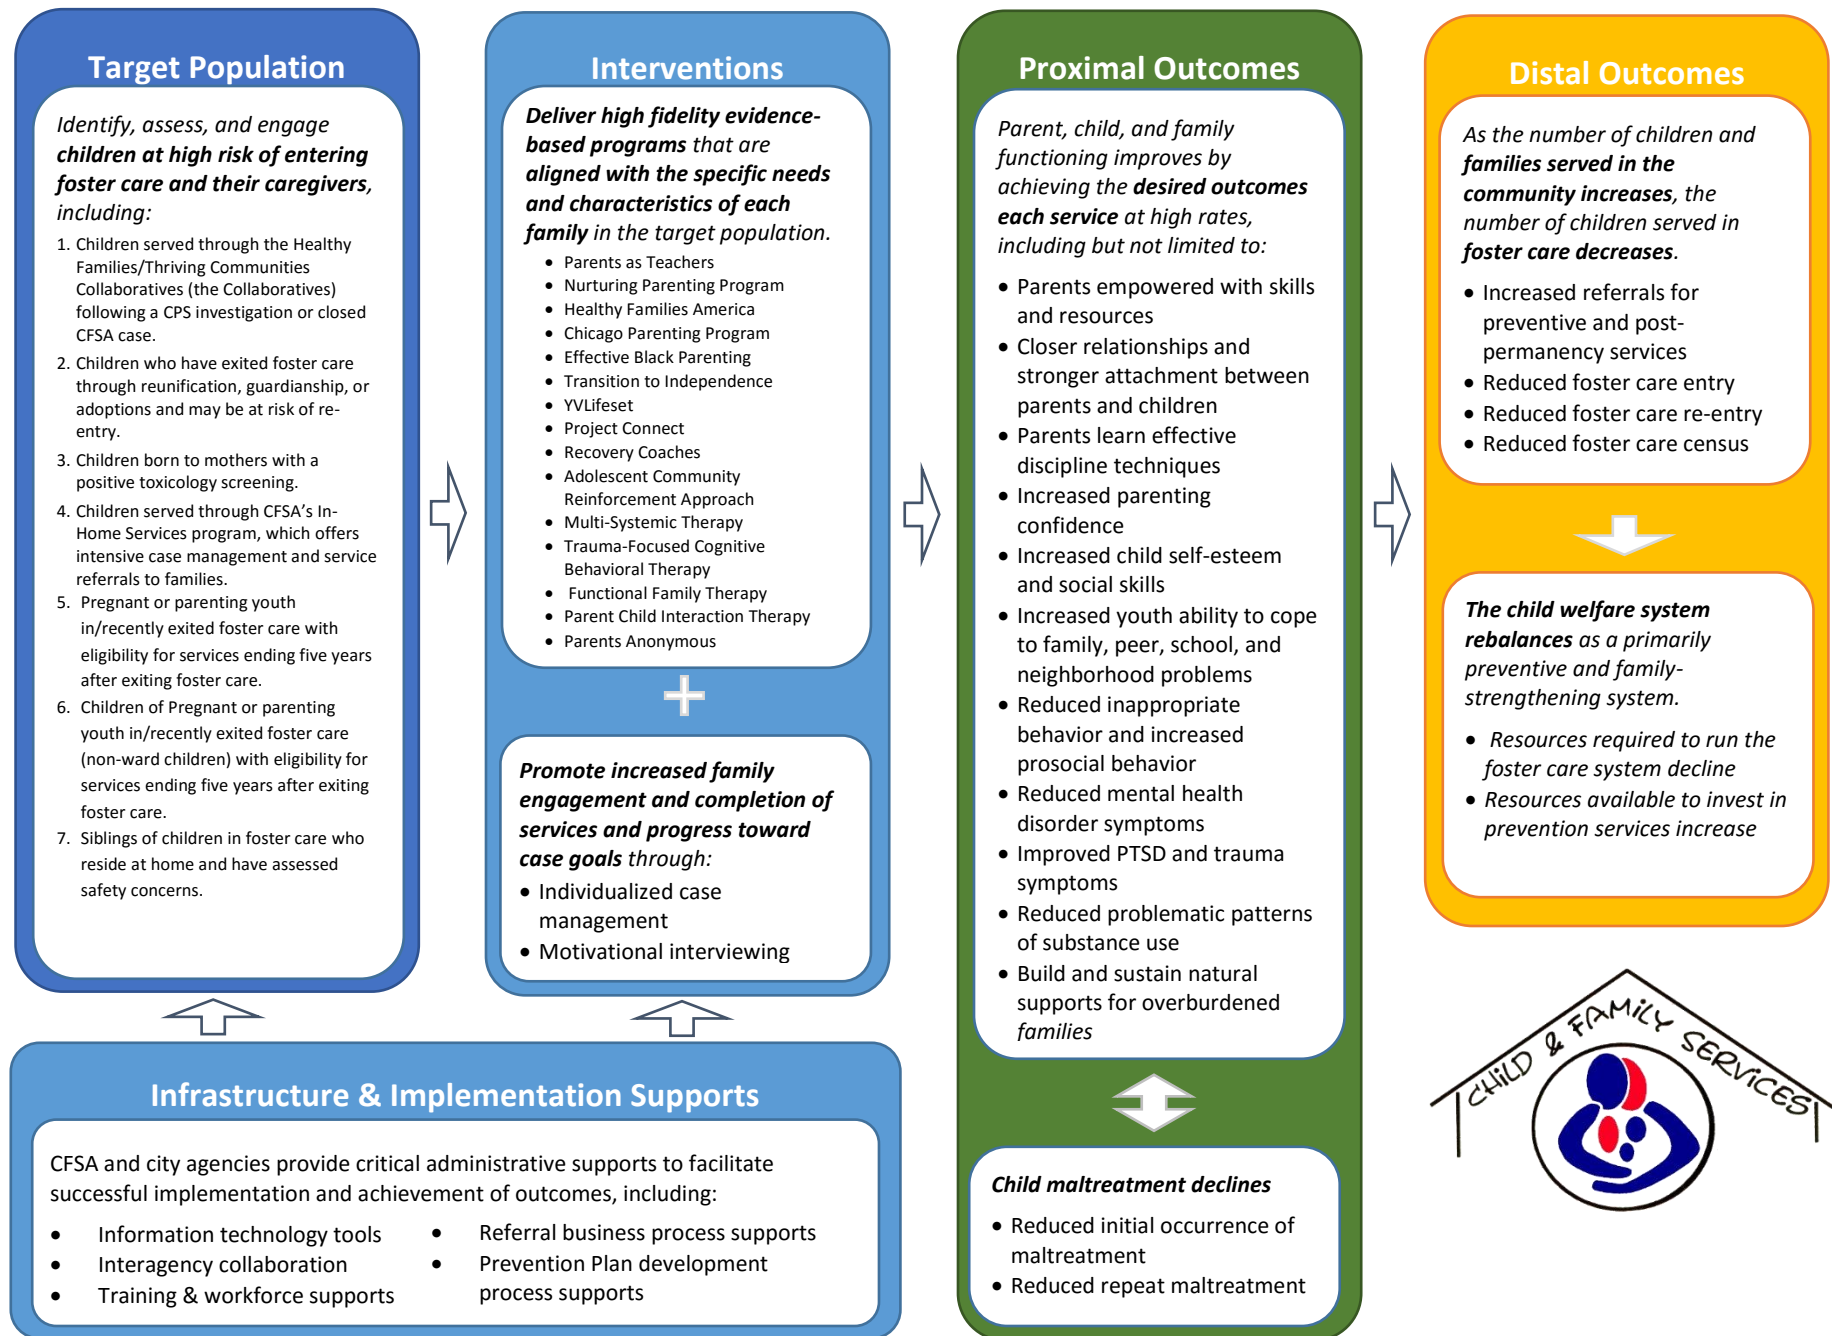 Target Population
Identify, assess, and engage
children at high risk of entering
foster care and their caregivers,
including:
1. Children served through the Healthy
Families/Thriving Communities
Collaboratives (the Collaboratives)
following a CPS investigation or closed
CFSA case.
2. Children who have exited foster care
through reunification, guardianship, or
adoptions and may be at risk of re-
entry.
3. Children born to mothers with a
positive toxicology screening.
4. Children served through CFSA's In-
Home Services program, which offers
intensive case management and service
referrals to families.
5. Pregnant or parenting youth
in/recently exited foster care with
eligibility for services ending five years
after exiting foster care.
6. Children of Pregnant or parenting
youth in/recently exited foster care
(non-ward children) with eligibility for
services ending five years after exiting
foster care.
7. Siblings of children in foster care who
reside at home and have assessed
safety concerns.
Interventions
Deliver high fidelity evidence-
based programs that are
aligned with the specific needs
and characteristics of each
family in the target population.
• Parents as Teachers
• Nurturing Parenting Program
• Healthy Families America
• Chicago Parenting Program
• Effective Black Parenting
• Transition to Independence
• YVLifeset
• Project Connect
• Recovery Coaches
• Adolescent Community
Reinforcement Approach
• Multi-Systemic Therapy
• Trauma-Focused Cognitive
Behavioral Therapy
• Functional Family Therapy
• Parent Child Interaction Therapy
• Parents Anonymous
Promote increased family
engagement and completion of
services and progress toward
case goals through:
• Individualized case
management
• Motivational interviewing
Proximal Outcomes
Parent, child, and family
functioning improves by
achieving the desired outcomes
each service at high rates,
including but not limited to:
• Parents empowered with skills
and resources
• Closer relationships and
stronger attachment between
parents and children
• Parents learn effective
discipline techniques
• Increased parenting
confidence
• Increased child self-esteem
and social skills
• Increased youth ability to cope
to family, peer, school, and
neighborhood problems
• Reduced inappropriate
behavior and increased
prosocial behavior
• Reduced mental health
disorder symptoms
• Improved PTSD and trauma
symptoms
• Reduced problematic patterns
of substance use
• Build and sustain natural
supports for overburdened
families
Child maltreatment declines
• Reduced initial occurrence of
maltreatment
• Reduced repeat maltreatment
Distal Outcomes
As the number of children and
families served in the
community increases, the
number of children served in
foster care decreases.
• Increased referrals for
preventive and post-
permanency services
• Reduced foster care entry
• Reduced foster care re-entry
• Reduced foster care census
The child welfare system
rebalances as a primarily
preventive and family-
strengthening system.
• Resources required to run the
foster care system decline
• Resources available to invest in
prevention services increase
CHILD & FAMILY SERVICES
Infrastructure & Implementation Supports
CFSA and city agencies provide critical administrative supports to facilitate
successful implementation and achievement of outcomes, including:
• Information technology tools
• Interagency collaboration
• Training & workforce supports
• Referral business process supports
• Prevention Plan development
process supports